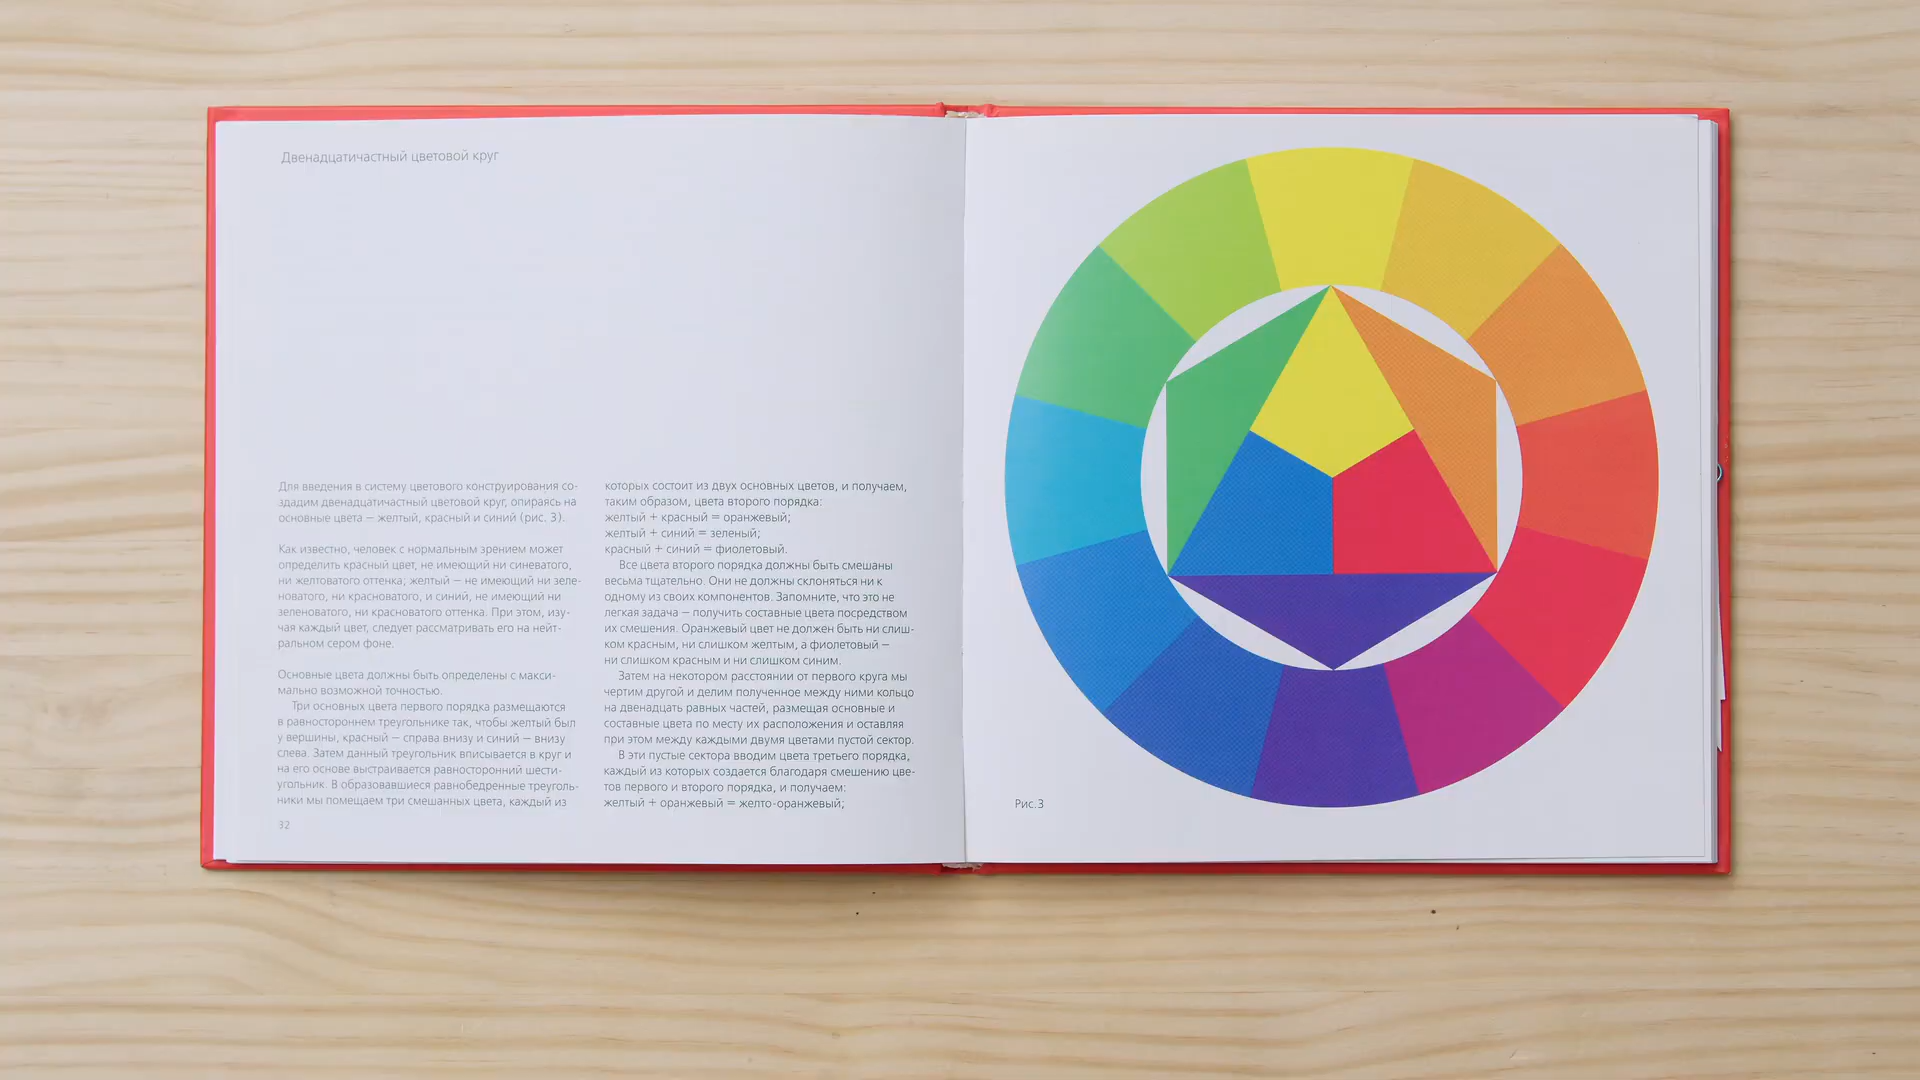 Двенадцатичастный цветовой круг
Для введения в систему цветового конструирования со-
здадим двенадцатичастный цветовой круг, опираясь на
основные цвета — желтый, красный и синий (рис. 3).
Как известно, человек с нормальным зрением может
определить красный цвет, не имеющий ни синеватого,
ни желтоватого оттенка; желтый — не имеющий ни зеле-
новатого, ни красноватого, и синий, не имеющий ни
зеленоватого, ни красноватого оттенка. При этом, изу-
чая каждый цвет, следует рассматривать его на нейт-
ральном сером фоне.
Основные цвета должны быть определены с макси-
мально возможной точностью.
Три основных цвета первого порядка размещаются
в равностороннем треугольнике так, чтобы желтый был
у вершины, красный — справа внизу и синий — внизу
слева. Затем данный треугольник вписывается в круг и
на его основе выстраивается равносторонний шести-
угольник. В образовавшиеся равнобедренные треуголь-
ники мы помещаем три смешанных цвета, каждый из
32
которых состоит из двух основных цветов, и получаем,
таким образом, цвета второго порядка:
желтый + красный = оранжевый;
желтый + синий = зеленый;
красный + синий = фиолетовый.
Все цвета второго порядка должны быть смешаны
весьма тщательно. Они не должны склоняться ни к
одному из своих компонентов. Запомните, что это не
легкая задача — получить составные цвета посредством
их смешения. Оранжевый цвет не должен быть ни слиш-
ком красным, ни слишком желтым, а фиолетовый —
ни слишком красным и ни слишком синим.
Затем на некотором расстоянии от первого круга мы
чертим другой и делим полученное между ними кольцо
на двенадцать равных частей, размещая основные и
составные цвета по месту их расположения и оставляя
при этом между каждыми двумя цветами пустой сектор.
В эти пустые сектора вводим цвета третьего порядка,
каждый из которых создается благодаря смешению цве-
тов первого и второго порядка, и получаем:
желтый + оранжевый = желто-оранжевый;
Рис.3